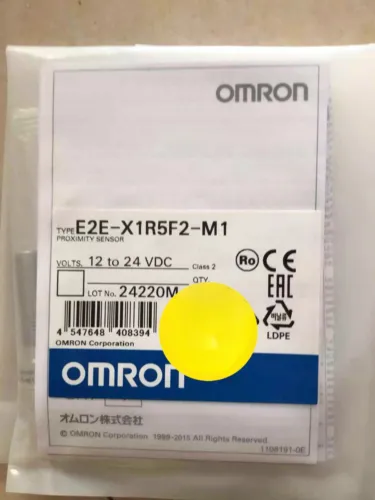 OMRON
TYPE E2E-X1R5F2-M1
PROXIMITY SENSOR
VOLTS. 12 to 24 VDC Class 2
QTY.
LOT No. 24220M
4 547648 408394
OMRON Corporation
Ro CE
EAC
LDPE
OMRON
オムロン株式会社
© OMRON Corporation 1999-2015 All Rights Reserved.